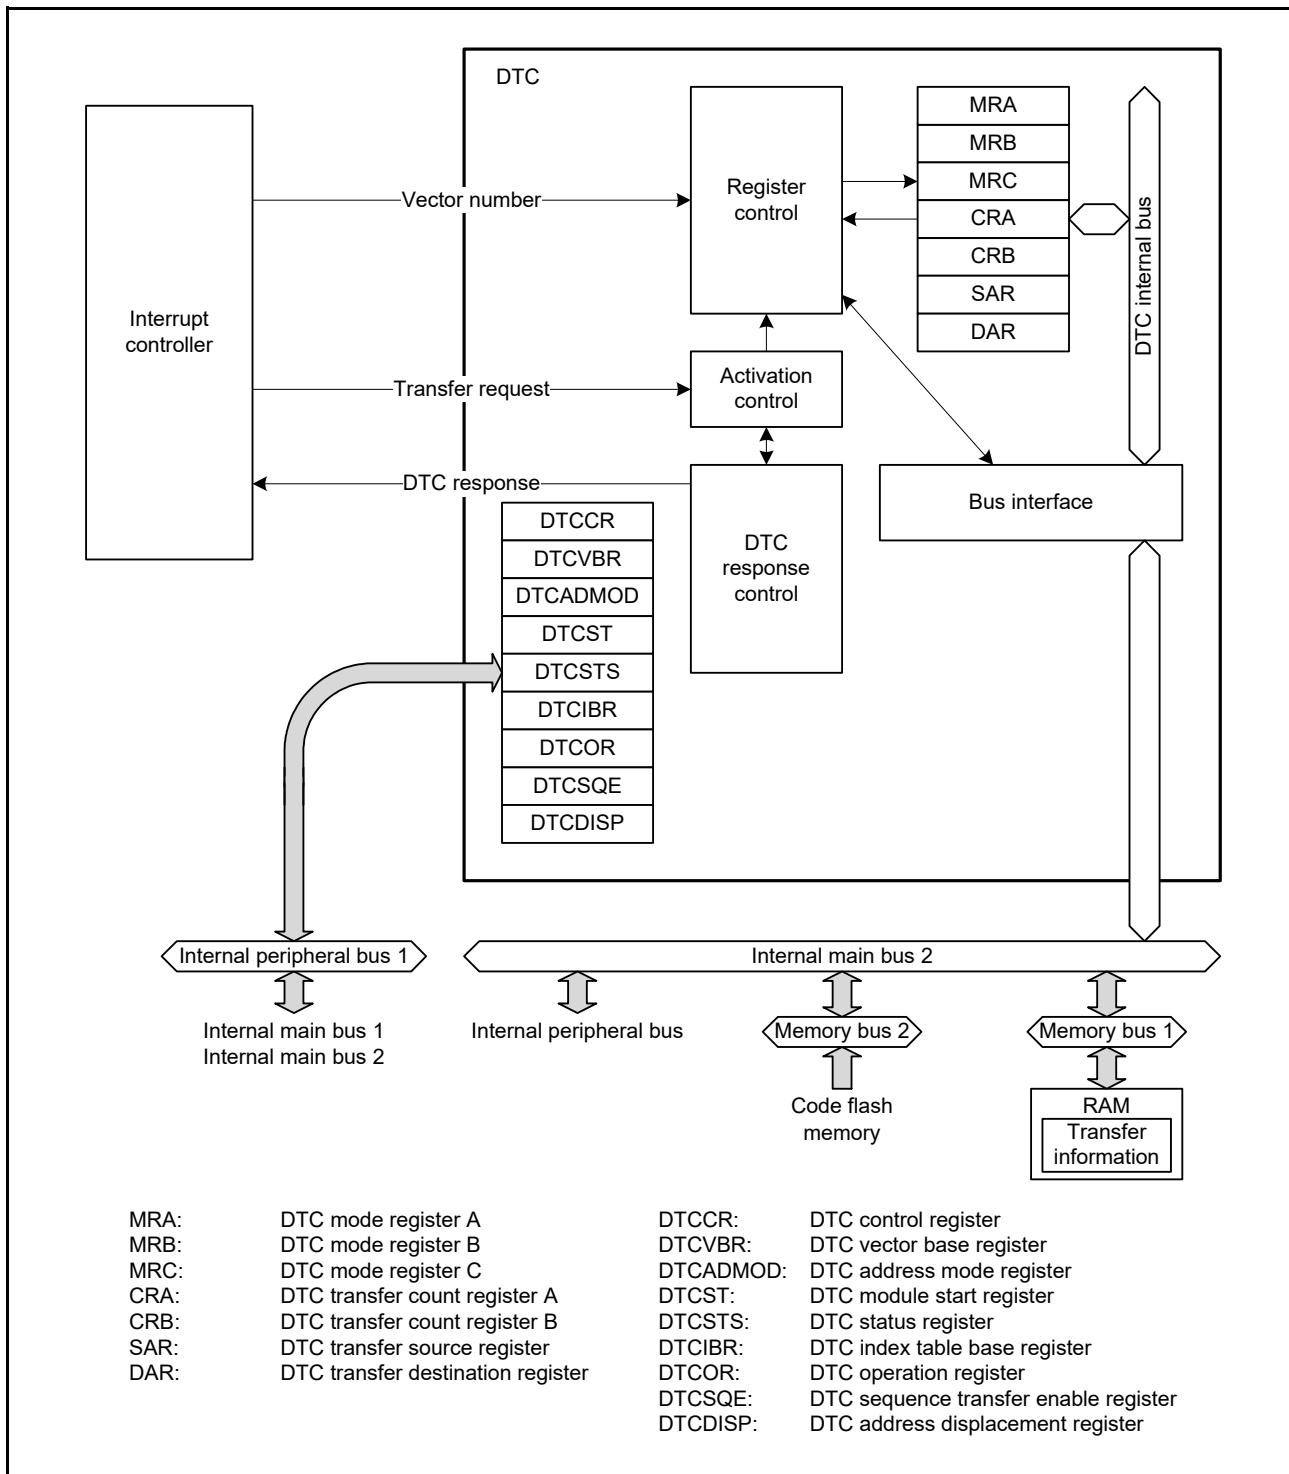 DTC
MRA
MRB
MRC
CRA
CRB
SAR
DAR
DTC internal bus
Register
control
Vector number
Interrupt
controller
Activation
control
Transfer request
DTC response
Bus interface
DTC
response
control
DTCCR
DTCVBR
DTCADMOD
DTCST
DTCSTS
DTCIBR
DTCOR
DTCSQE
DTCDISP
Internal peripheral bus 1
Internal main bus 2
Internal main bus 1
Internal main bus 2
Internal peripheral bus
Memory bus 2
Memory bus 1
Code flash
memory
RAM
Transfer
information
MRA: DTC mode register A
MRB: DTC mode register B
MRC: DTC mode register C
CRA: DTC transfer count register A
CRB: DTC transfer count register B
SAR: DTC transfer source register
DAR: DTC transfer destination register
DTCCR: DTC control register
DTCVBR: DTC vector base register
DTCADMOD: DTC address mode register
DTCST: DTC module start register
DTCSTS: DTC status register
DTCIBR: DTC index table base register
DTCOR: DTC operation register
DTCSQE: DTC sequence transfer enable register
DTCDISP: DTC address displacement register